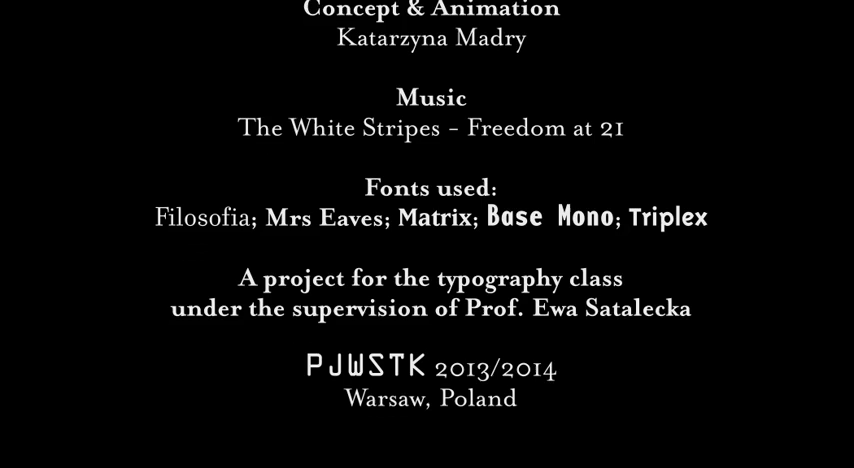 Concept & Animation
Katarzyna Madry
Music
The White Stripes - Freedom at 21
Fonts used:
Filosofia; Mrs Eaves; Matrix; Base Mono; Triplex
A project for the typography class
under the supervision of Prof. Ewa Satalecka
PJWSTK 2013/2014
Warsaw, Poland